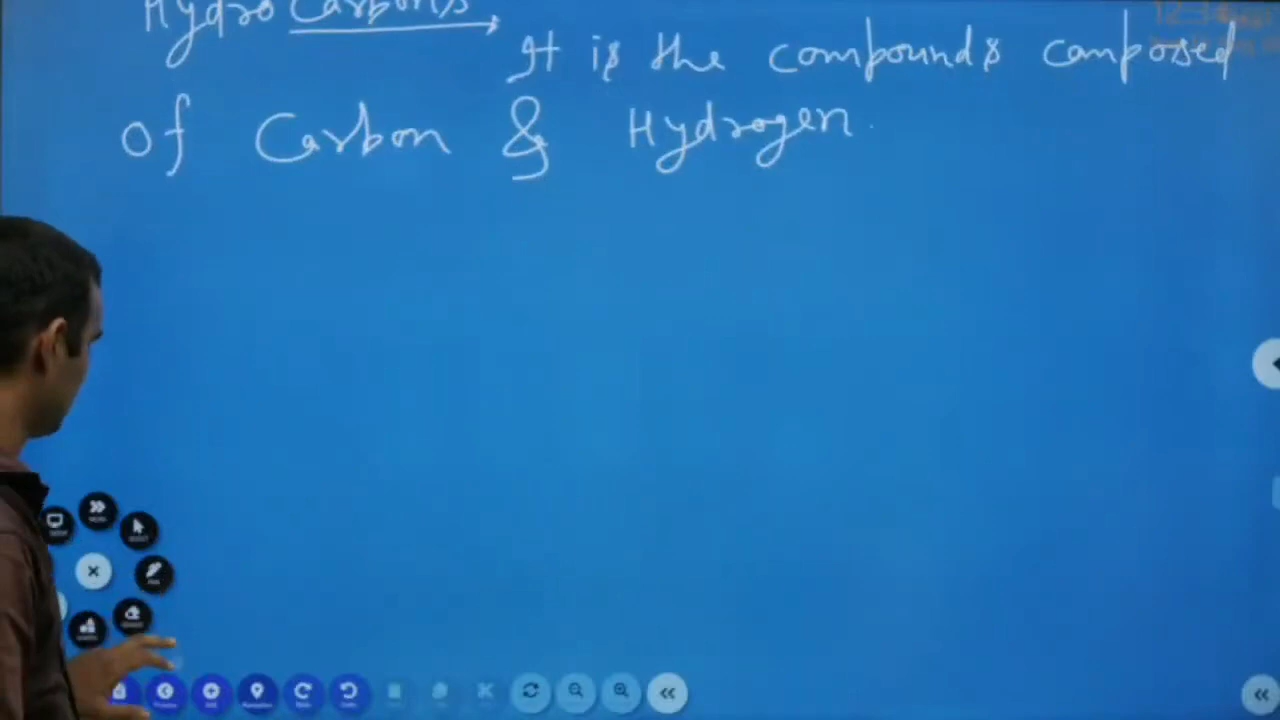 Hydrocarbons
It is the compounds composed
of Carbon & Hydrogen.